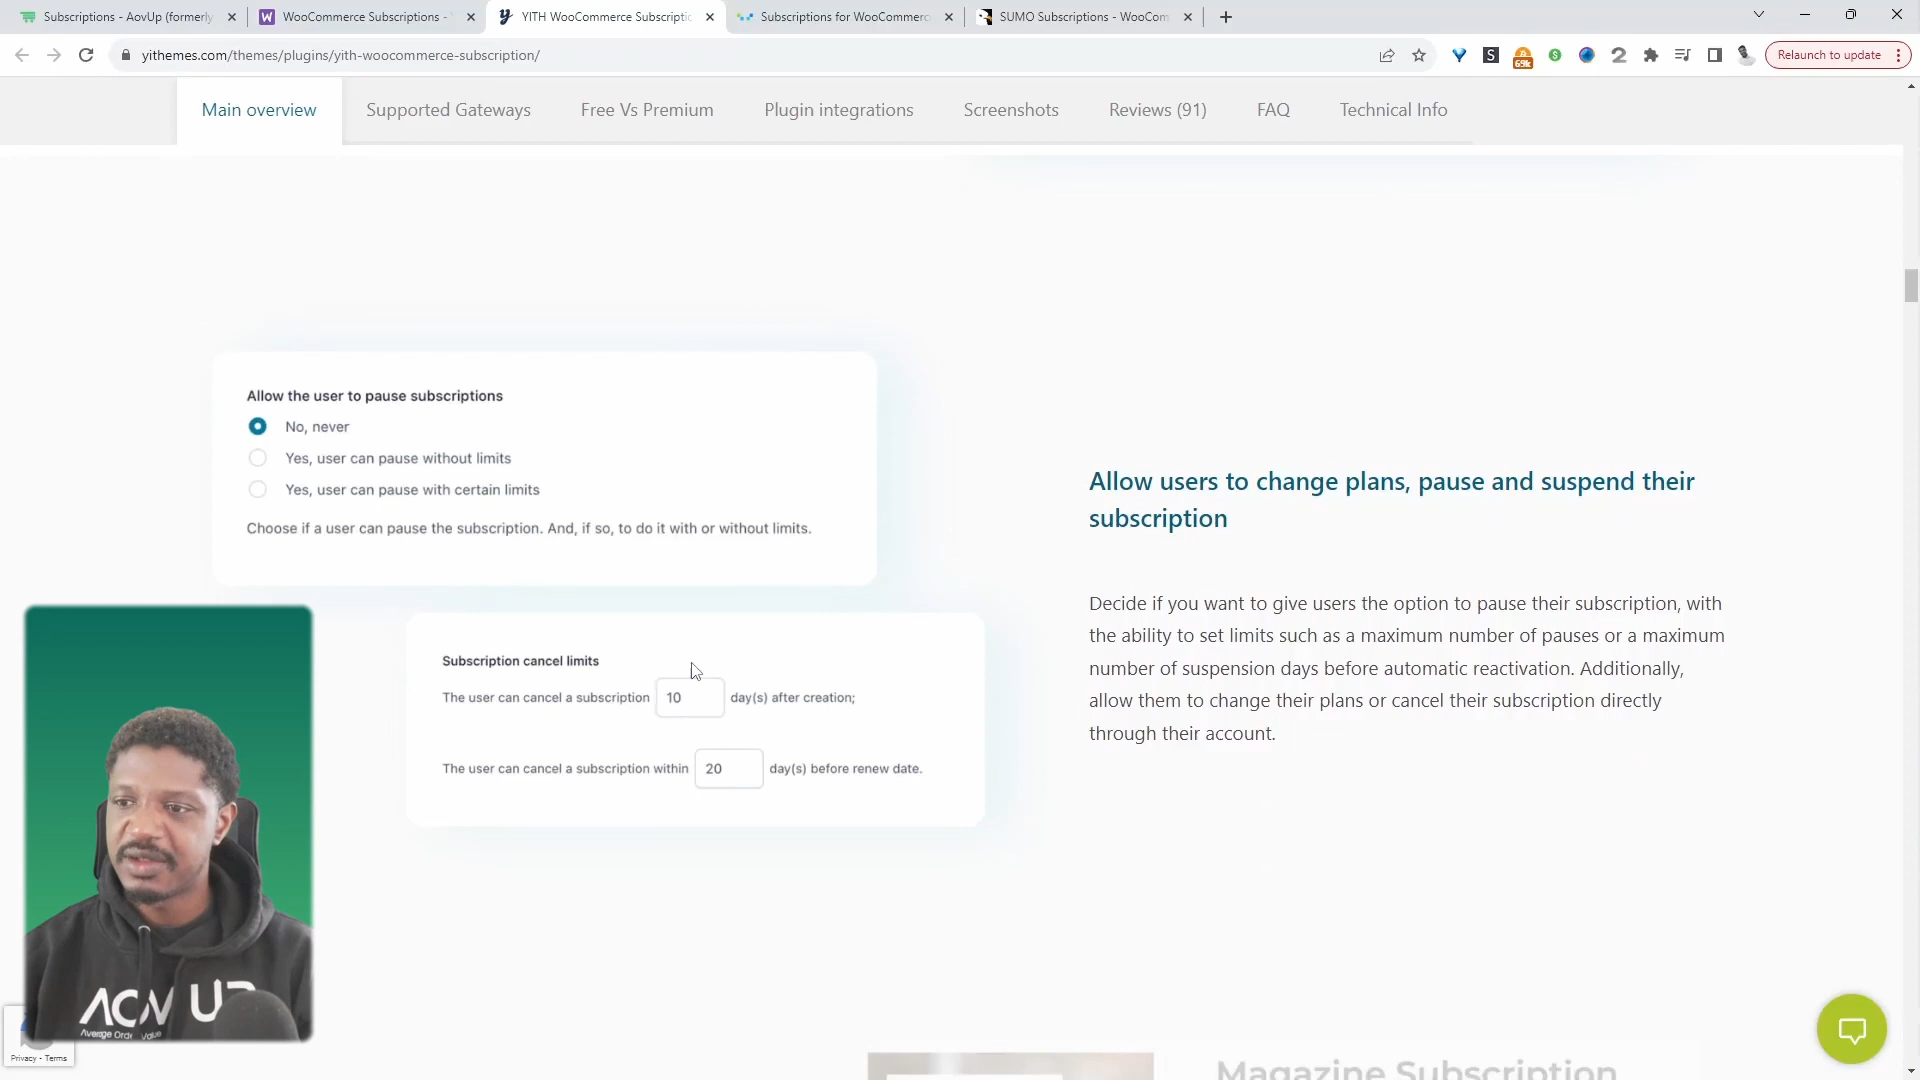 Subscriptions - AovUp (formerly
WooCommerce Subscriptions -
YITH WooCommerce Subscriptic
Subscriptions for WooCommerc
SUMO Subscriptions - WooCom
yithemes.com/themes/plugins/yith-woocommerce-subscription/
69k
Relaunch to update
Main overview
Supported Gateways
Free Vs Premium
Plugin integrations
Screenshots
Reviews (91)
FAQ
Technical Info
Allow the user to pause subscriptions
No, never
Yes, user can pause without limits
Yes, user can pause with certain limits
Choose if a user can pause the subscription. And, if so, to do it with or without limits.
Subscription cancel limits
The user can cancel a subscription 10 day(s) after creation;
The user can cancel a subscription within 20 day(s) before renew date.
Allow users to change plans, pause and suspend their
subscription
Decide if you want to give users the option to pause their subscription, with
the ability to set limits such as a maximum number of pauses or a maximum
number of suspension days before automatic reactivation. Additionally,
allow them to change their plans or cancel their subscription directly
through their account.
Average Order Value
Privacy - Terms
Magazine Subscription